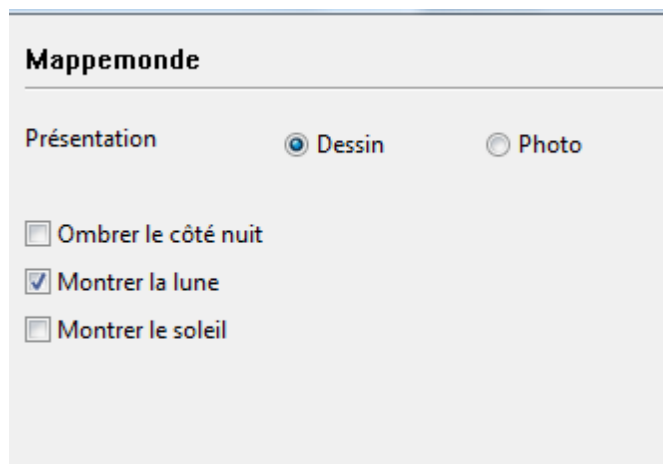 Mappemonde
Présentation Dessin Photo
Ombrer le côté nuit
Montrer la lune
Montrer le soleil